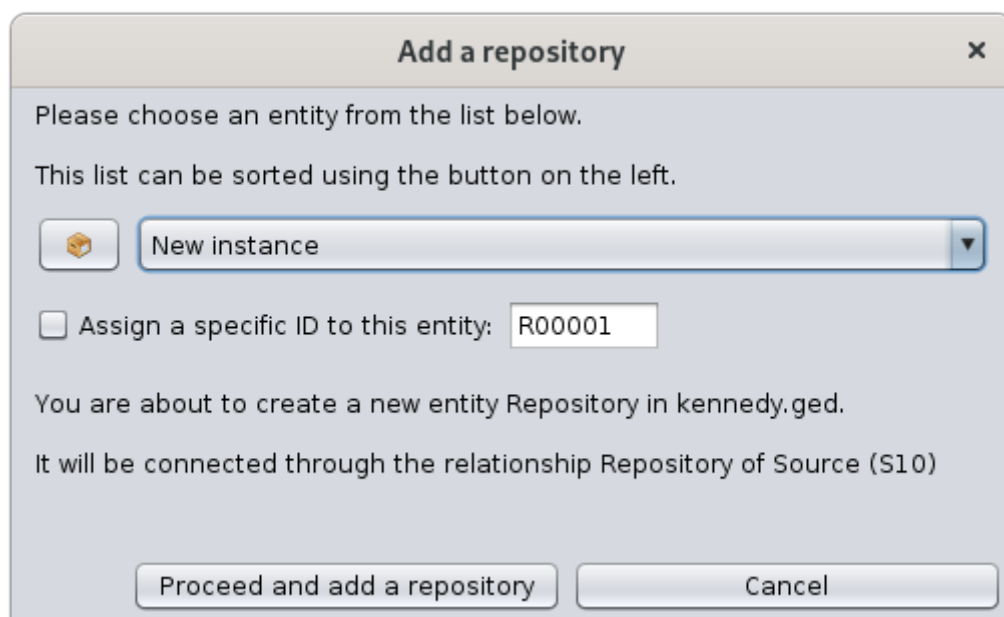 Add a repository
Please choose an entity from the list below.
This list can be sorted using the button on the left.
New instance
Assign a specific ID to this entity: R00001
You are about to create a new entity Repository in kennedy.ged.
It will be connected through the relationship Repository of Source (S10)
Proceed and add a repository Cancel